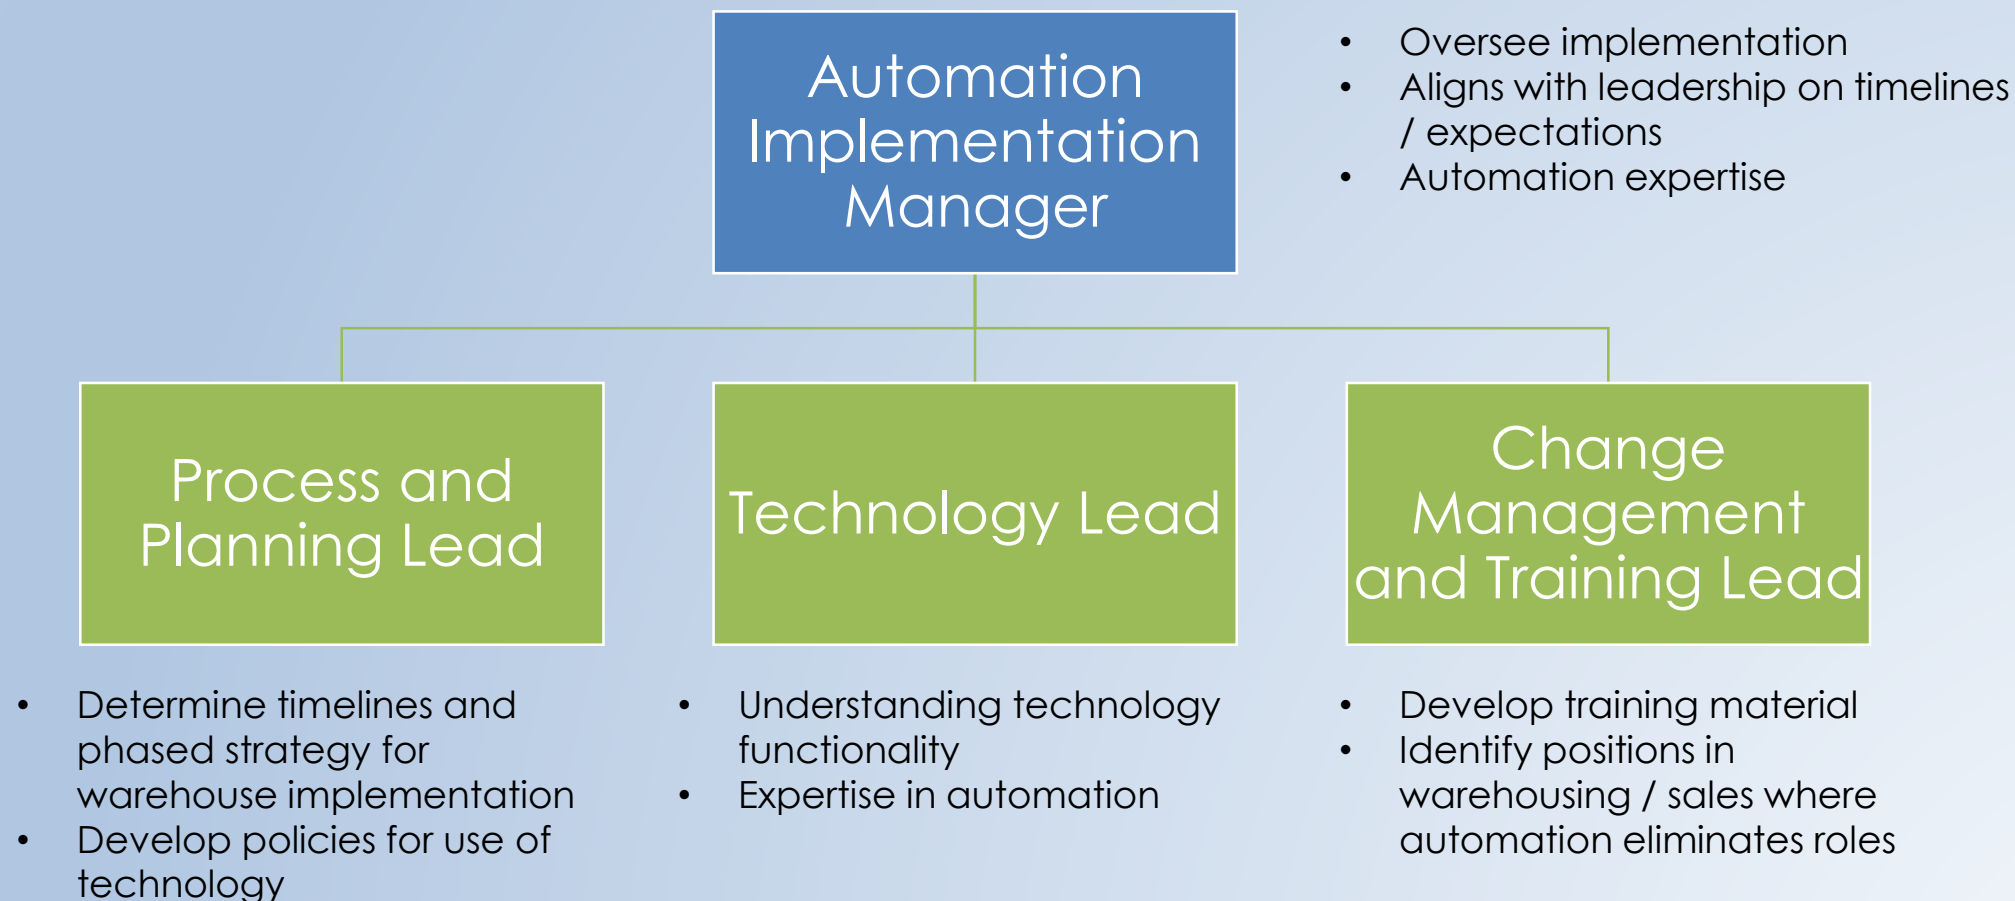 Automation
Implementation
Manager
• Oversee implementation
• Aligns with leadership on timelines
/ expectations
• Automation expertise
Process and
Planning Lead
Technology Lead
Change
Management
and Training Lead
• Determine timelines and
phased strategy for
warehouse implementation
• Develop policies for use of
technology
• Understanding technology
functionality
• Expertise in automation
• Develop training material
• Identify positions in
warehousing / sales where
automation eliminates roles